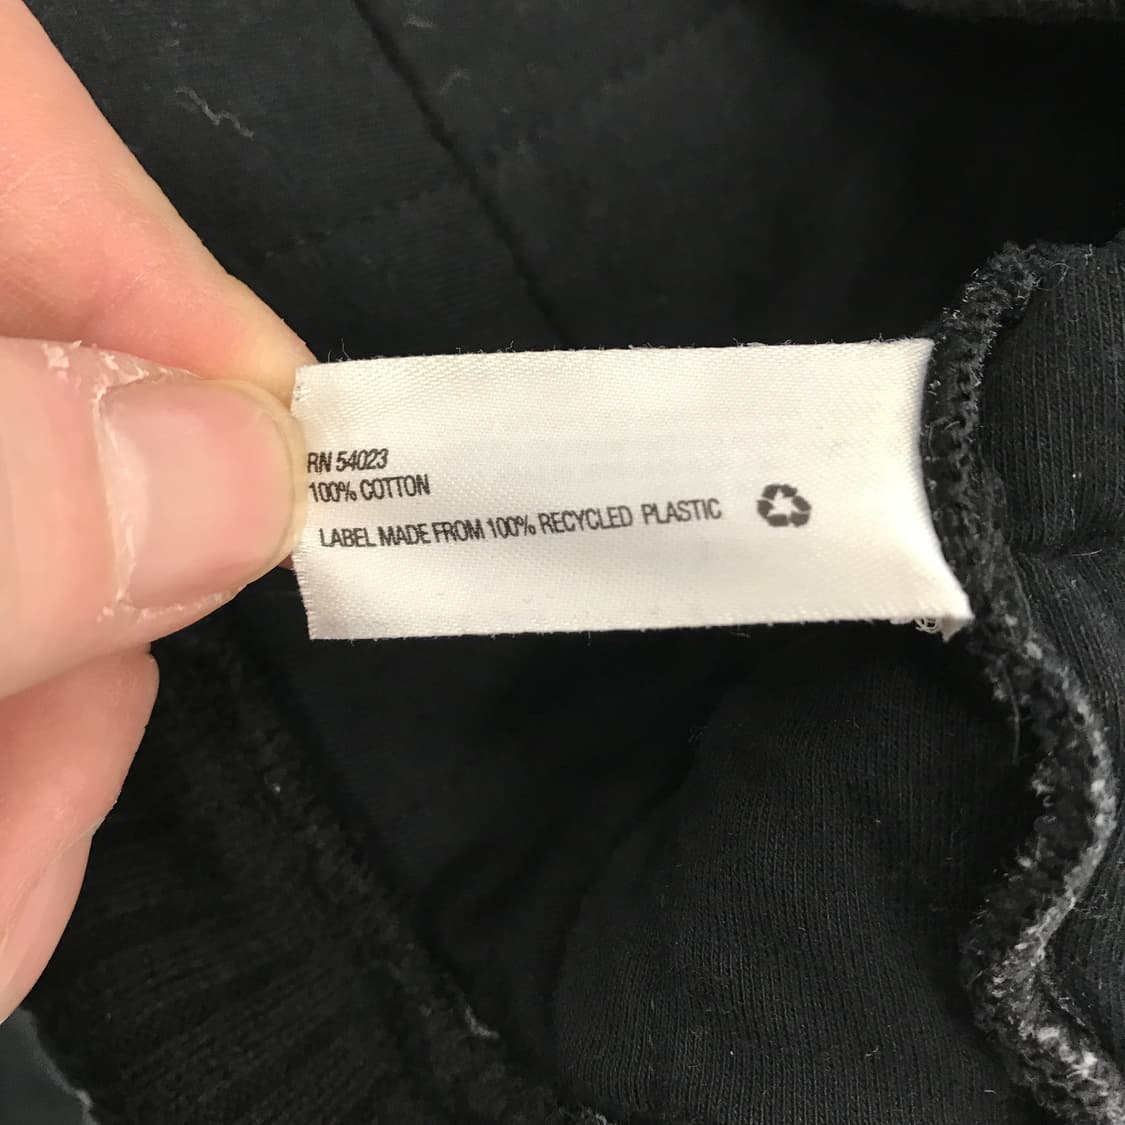 RN 54023
100% COTTON
LABEL MADE FROM 100% RECYCLED PLASTIC